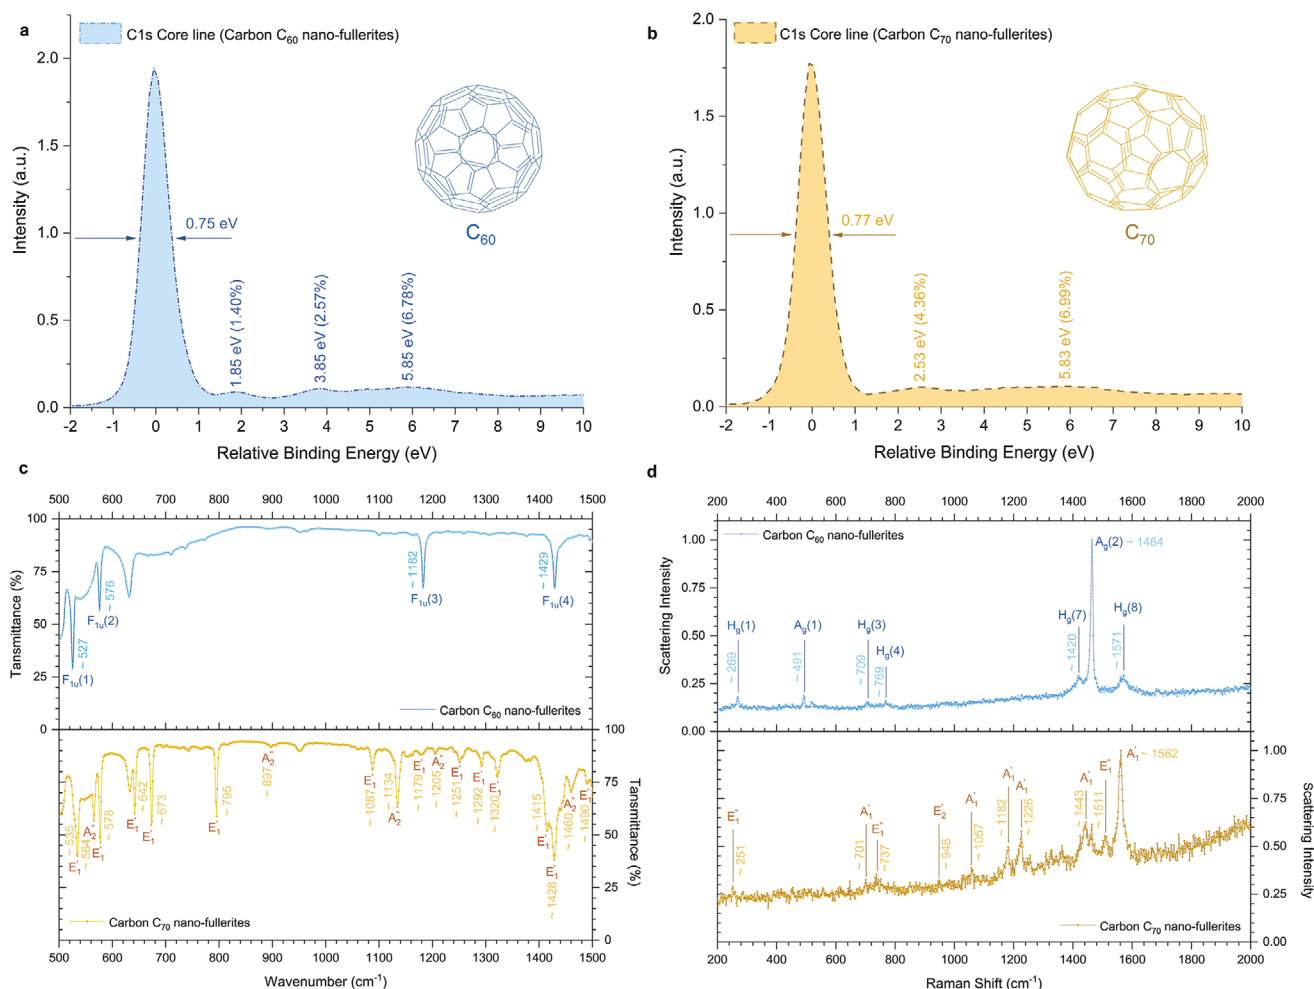 a
C1s Core line (Carbon C60 nano-fullerites)
2.0
1.5
1.0
0.5
0.0
Intensity (a.u.)
0.75 eV
C60
1.85 eV (1.40%)
3.85 eV (2.57%)
5.85 eV (6.78%)
-2 -1 0 1 2 3 4 5 6 7 8 9 10
Relative Binding Energy (eV)
b
C1s Core line (Carbon C70 nano-fullerites)
2.0
1.5
1.0
0.5
0.0
Intensity (a.u.)
0.77 eV
C70
2.53 eV (4.36%)
5.83 eV (6.99%)
-2 -1 0 1 2 3 4 5 6 7 8 9 10
Relative Binding Energy (eV)
c
500 600 700 800 900 1000 1100 1200 1300 1400 1500
100
75
50
25
0
Transmittance (%)
~ 527
F1u(1)
~ 576
F1u(2)
~ 1182
F1u(3)
~ 1429
F1u(4)
Carbon C60 nano-fullerites
100
75
50
25
0
Tansmittance (%)
~ 535
E1'
~ 564
A2''
~ 578
E1'
~ 642
E1'
~ 673
E1'
~ 795
E1'
~ 897
A2''
~ 1087
E1'
~ 1134
A2''
~ 1179
E1'
~ 1205
A2''
~ 1251
E1'
~ 1292
E1'
~ 1320
E1'
~ 1415
E1'
~ 1428
E1'
~ 1460
A2''
~ 1490
E1'
Carbon C70 nano-fullerites
500 600 700 800 900 1000 1100 1200 1300 1400 1500
Wavenumber (cm-1)
d
200 400 600 800 1000 1200 1400 1600 1800 2000
Carbon C60 nano-fullerites
1.00
0.75
0.50
0.25
0.00
Scattering Intensity
Hg(1)
~ 269
Ag(1)
~ 491
Hg(3)
~ 709
Hg(4)
~ 769
Hg(7)
~ 1420
Ag(2) ~ 1464
Hg(8)
~ 1571
1.00
0.75
0.50
0.25
0.00
Scattering Intensity
E1''
~ 251
A1'
~ 701
E1''
~ 737
E2'
~ 948
A1'
~ 1057
A1'
~ 1182
A1'
~ 1226
A1'
~ 1443
E1''
~ 1511
A1' ~ 1562
Carbon C70 nano-fullerites
200 400 600 800 1000 1200 1400 1600 1800 2000
Raman Shift (cm-1)